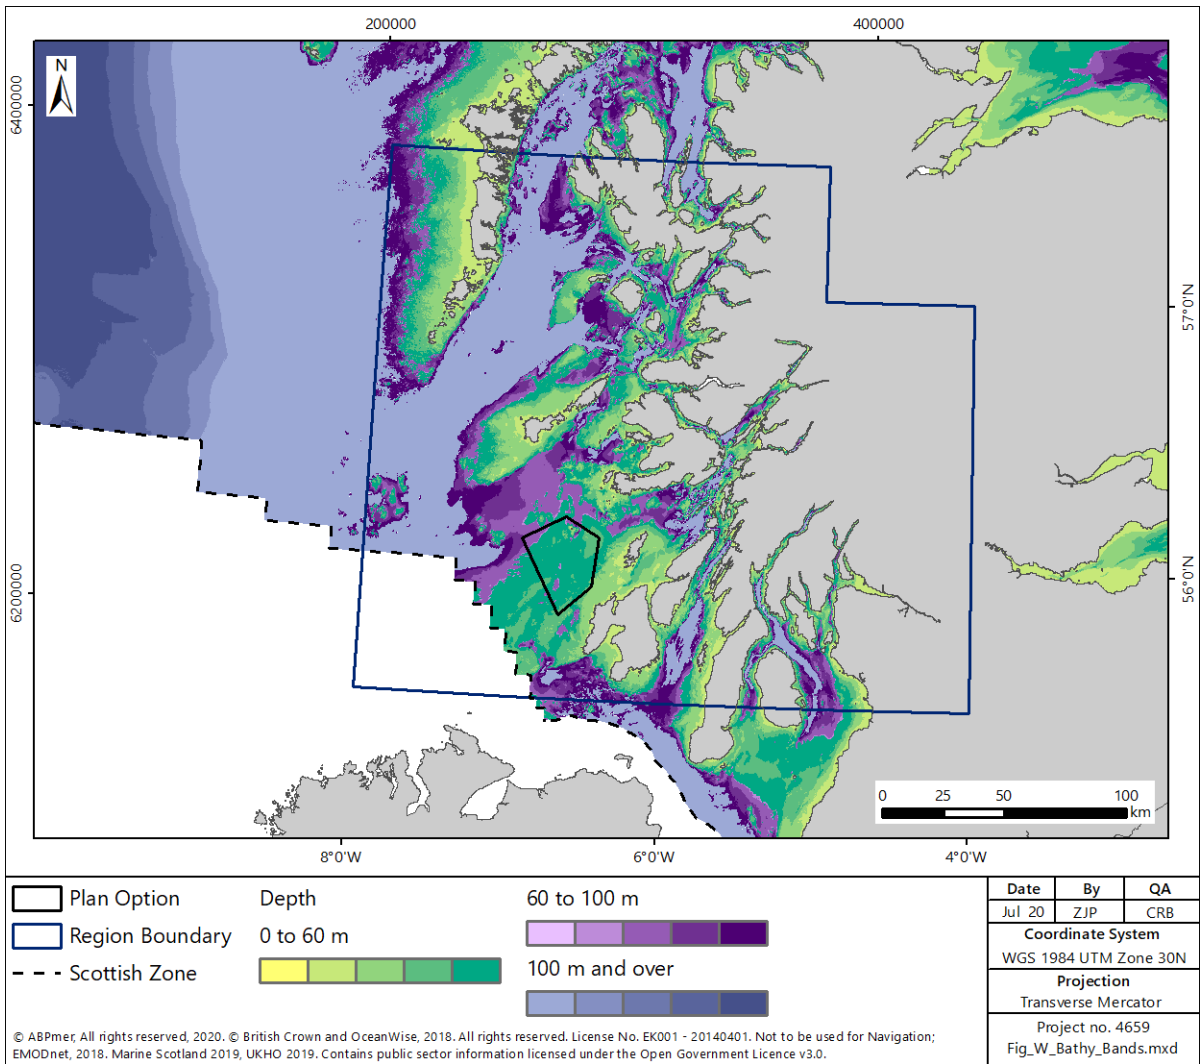 200000
400000
N
6400000
57°0'N
6200000
56°0'N
0
25
50
100
km
8°0'W
6°0'W
4°0'W
Plan Option
Region Boundary
Scottish Zone
Depth
0 to 60 m
60 to 100 m
100 m and over
Date By QA
Jul 20 ZJP CRB
Coordinate System
WGS 1984 UTM Zone 30N
Projection
Transverse Mercator
Project no. 4659
Fig_W_Bathy_Bands.mxd
© ABPmer, All rights reserved, 2020. © British Crown and OceanWise, 2018. All rights reserved. License No. EK001 - 20140401. Not to be used for Navigation;
EMODnet, 2018. Marine Scotland 2019, UKHO 2019. Contains public sector information licensed under the Open Government Licence v3.0.